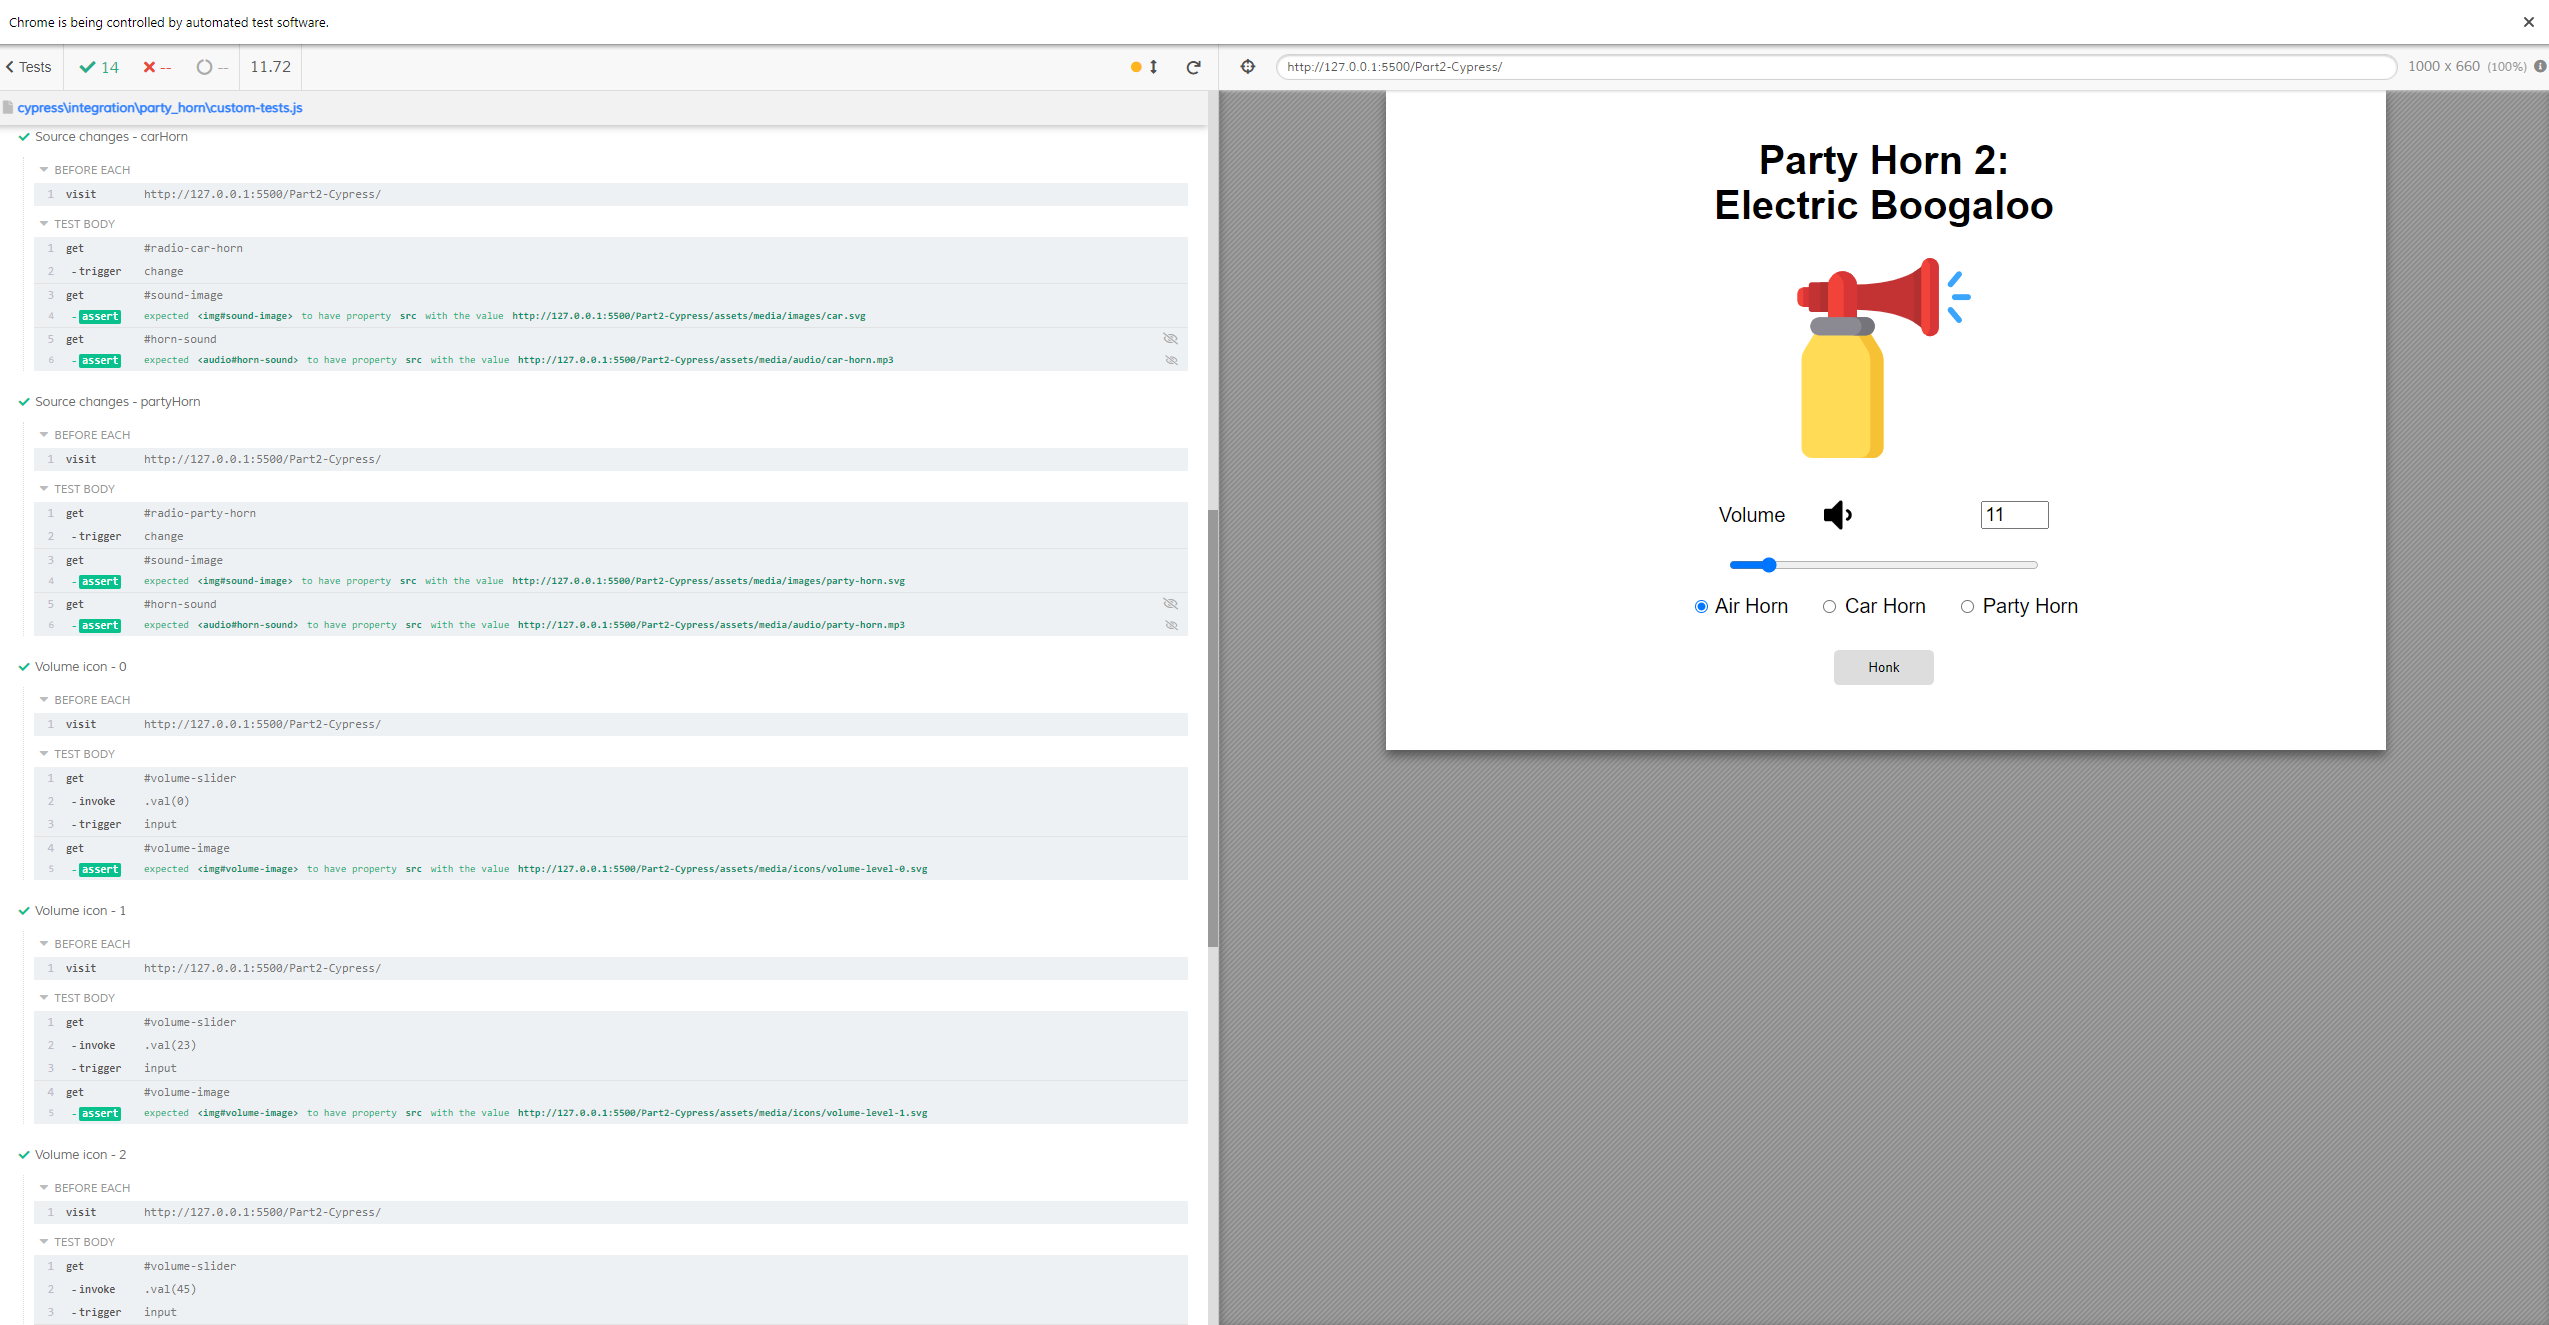 Chrome is being controlled by automated test software.
Tests 14 -- -- 11.72
http://127.0.0.1:5500/Part2-Cypress/ 1000 x 660 (100%)
cypress\integration\party_horn\custom-tests.js
Source changes - carHorn
BEFORE EACH
1 visit http://127.0.0.1:5500/Part2-Cypress/
TEST BODY
1 get #radio-car-horn
2 -trigger change
3 get #sound-image
4 -assert expected <img#sound-image> to have property src with the value http://127.0.0.1:5500/Part2-Cypress/assets/media/images/car.svg
5 get #horn-sound
6 -assert expected <audio#horn-sound> to have property src with the value http://127.0.0.1:5500/Part2-Cypress/assets/media/audio/car-horn.mp3
Source changes - partyHorn
BEFORE EACH
1 visit http://127.0.0.1:5500/Part2-Cypress/
TEST BODY
1 get #radio-party-horn
2 -trigger change
3 get #sound-image
4 -assert expected <img#sound-image> to have property src with the value http://127.0.0.1:5500/Part2-Cypress/assets/media/images/party-horn.svg
5 get #horn-sound
6 -assert expected <audio#horn-sound> to have property src with the value http://127.0.0.1:5500/Part2-Cypress/assets/media/audio/party-horn.mp3
Volume icon - 0
BEFORE EACH
1 visit http://127.0.0.1:5500/Part2-Cypress/
TEST BODY
1 get #volume-slider
2 -invoke .val(0)
3 -trigger input
4 get #volume-image
5 -assert expected <img#volume-image> to have property src with the value http://127.0.0.1:5500/Part2-Cypress/assets/media/icons/volume-level-0.svg
Volume icon - 1
BEFORE EACH
1 visit http://127.0.0.1:5500/Part2-Cypress/
TEST BODY
1 get #volume-slider
2 -invoke .val(23)
3 -trigger input
4 get #volume-image
5 -assert expected <img#volume-image> to have property src with the value http://127.0.0.1:5500/Part2-Cypress/assets/media/icons/volume-level-1.svg
Volume icon - 2
BEFORE EACH
1 visit http://127.0.0.1:5500/Part2-Cypress/
TEST BODY
1 get #volume-slider
2 -invoke .val(45)
3 -trigger input
Party Horn 2:
Electric Boogaloo
Volume 11
Air Horn Car Horn Party Horn
Honk